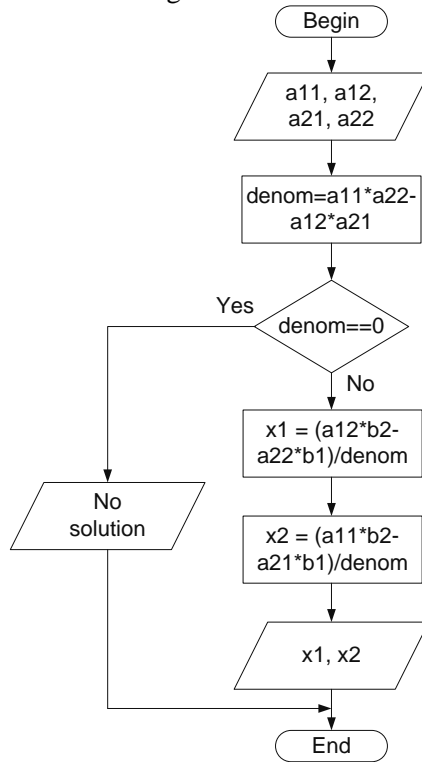 Begin
a11, a12,
a21, a22
denom=a11*a22-
a12*a21
Yes
denom==0
No
x1 = (a12*b2-
a22*b1)/denom
No
solution
x2 = (a11*b2-
a21*b1)/denom
x1, x2
End